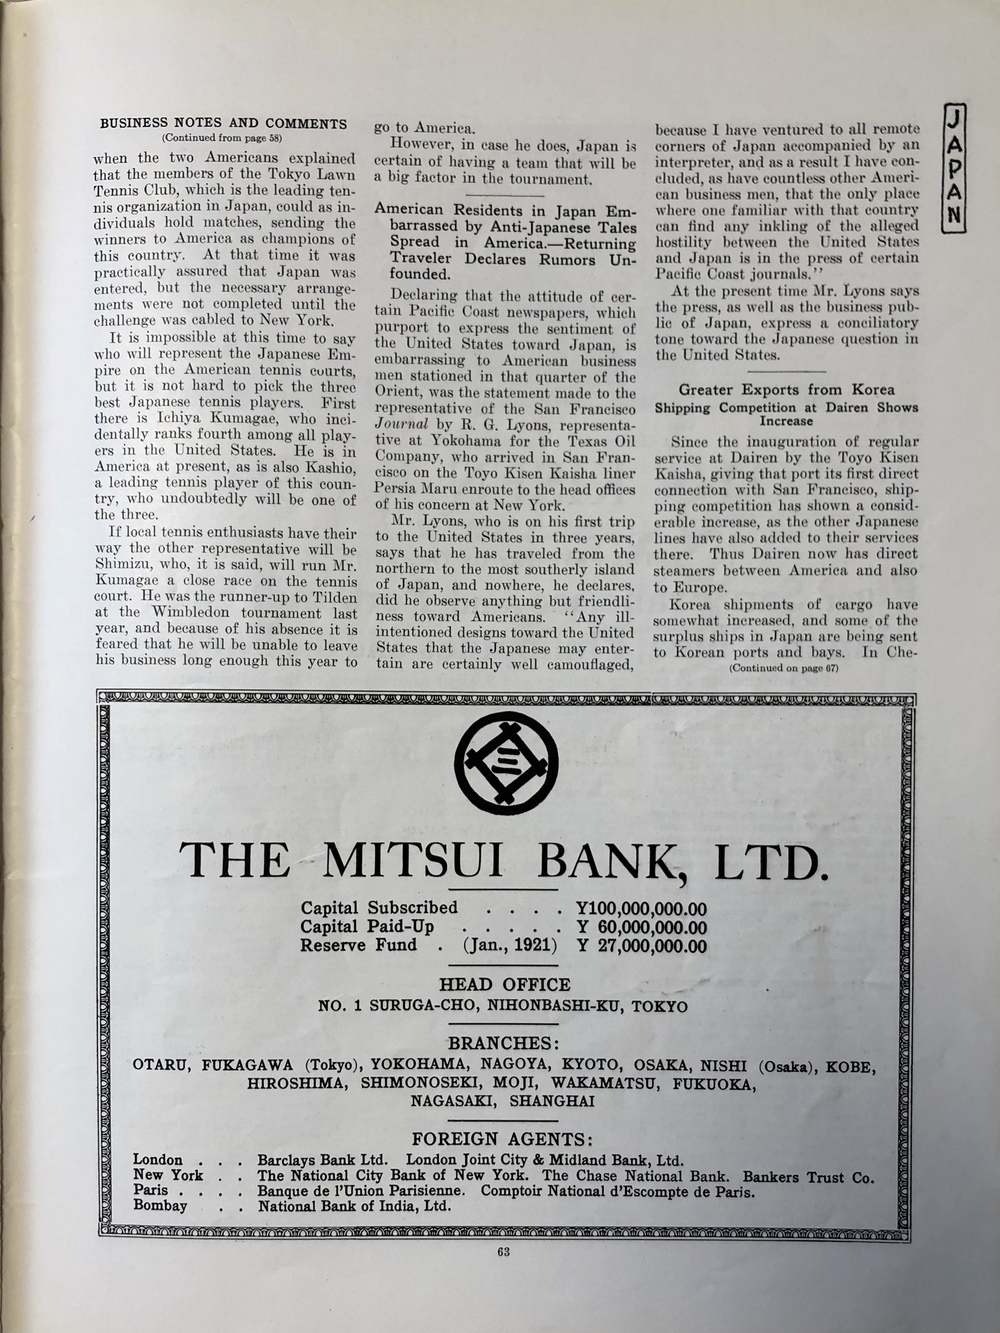 BUSINESS NOTES AND COMMENTS
(Continued from page 58)
when the two Americans explained
that the members of the Tokyo Lawn
Tennis Club, which is the leading ten-
nis organization in Japan, could as in-
dividuals hold matches, sending the
winners to America as champions of
this country. At that time it was
practically assured that Japan was
entered, but the necessary arrange-
ments were not completed until the
challenge was cabled to New York.
It is impossible at this time to say
who will represent the Japanese Em-
pire on the American tennis courts,
but it is not hard to pick the three
best Japanese tennis players. First
there is Ichiya Kumagae, who inci-
dentally ranks fourth among all play-
ers in the United States. He is in
America at present, as is also Kashio,
a leading tennis player of this coun-
try, who undoubtedly will be one of
the three.
If local tennis enthusiasts have their
way the other representative will be
Shimizu, who, it is said, will run Mr.
Kumagae a close race on the tennis
court. He was the runner-up to Tilden
at the Wimbledon tournament last
year, and because of his absence it is
feared that he will be unable to leave
his business long enough this year to
go to America.
However, in case he does, Japan is
certain of having a team that will be
a big factor in the tournament.
American Residents in Japan Em-
barrassed by Anti-Japanese Tales
Spread in America.—Returning
Traveler Declares Rumors Un-
founded.
Declaring that the attitude of cer-
tain Pacific Coast newspapers, which
purport to express the sentiment of
the United States toward Japan, is
embarrassing to American business
men stationed in that quarter of the
Orient, was the statement made to the
representative of the San Francisco
Journal by R. G. Lyons, representa-
tive at Yokohama for the Texas Oil
Company, who arrived in San Fran-
cisco on the Toyo Kisen Kaisha liner
Persia Maru enroute to the head offices
of his concern at New York.
Mr. Lyons, who is on his first trip
to the United States in three years,
says that he has traveled from the
northern to the most southerly island
of Japan, and nowhere, he declares,
did he observe anything but friendli-
ness toward Americans. "Any ill-
intentioned designs toward the United
States that the Japanese may enter-
tain are certainly well camouflaged,
because I have ventured to all remote
corners of Japan accompanied by an
interpreter, and as a result I have con-
cluded, as have countless other Ameri-
can business men, that the only place
where one familiar with that country
can find any inkling of the alleged
hostility between the United States
and Japan is in the press of certain
Pacific Coast journals."
At the present time Mr. Lyons says
the press, as well as the business pub-
lic of Japan, express a conciliatory
tone toward the Japanese question in
the United States.
Greater Exports from Korea
Shipping Competition at Dairen Shows
Increase
Since the inauguration of regular
service at Dairen by the Toyo Kisen
Kaisha, giving that port its first direct
connection with San Francisco, ship-
ping competition has shown a consid-
erable increase, as the other Japanese
lines have also added to their services
there. Thus Dairen now has direct
steamers between America and also
to Europe.
Korea shipments of cargo have
somewhat increased, and some of the
surplus ships in Japan are being sent
to Korean ports and bays. In Che-
(Continued on page 67)
JAPAN
三
THE MITSUI BANK, LTD.
Capital Subscribed . . . . Y100,000,000.00
Capital Paid-Up . . . . . Y 60,000,000.00
Reserve Fund . (Jan., 1921) Y 27,000,000.00
HEAD OFFICE
NO. 1 SURUGA-CHO, NIHONBASHI-KU, TOKYO
BRANCHES:
OTARU, FUKAGAWA (Tokyo), YOKOHAMA, NAGOYA, KYOTO, OSAKA, NISHI (Osaka), KOBE,
HIROSHIMA, SHIMONOSEKI, MOJI, WAKAMATSU, FUKUOKA,
NAGASAKI, SHANGHAI
FOREIGN AGENTS:
London . . . Barclays Bank Ltd. London Joint City & Midland Bank, Ltd.
New York . . The National City Bank of New York. The Chase National Bank. Bankers Trust Co.
Paris . . . . Banque de l'Union Parisienne. Comptoir National d'Escompte de Paris.
Bombay . . National Bank of India, Ltd.
63